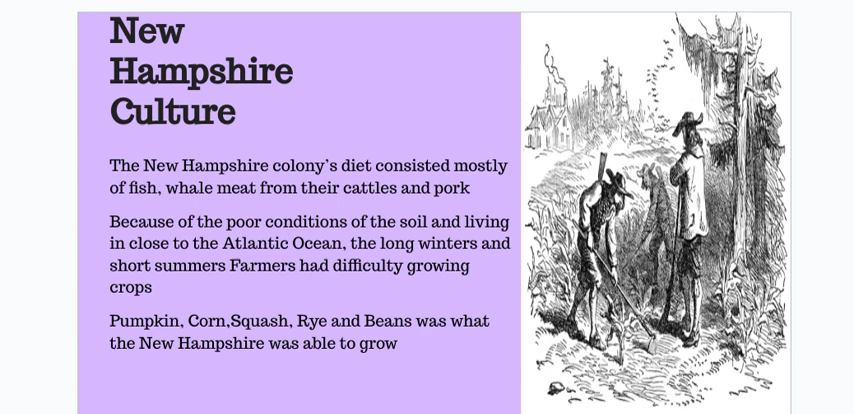 New
Hampshire
Culture
The New Hampshire colony's diet consisted mostly
of fish, whale meat from their cattles and pork
Because of the poor conditions of the soil and living
in close to the Atlantic Ocean, the long winters and
short summers Farmers had difficulty growing
crops
Pumpkin, Corn,Squash, Rye and Beans was what
the New Hampshire was able to grow